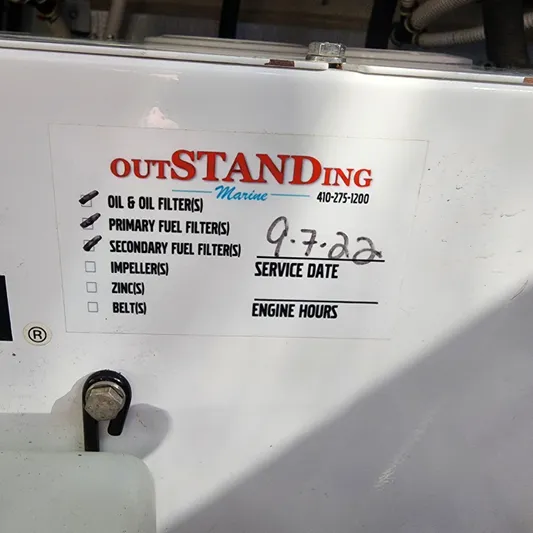 outSTANDing
Marine
410-275-1200
OIL & OIL FILTER(S)
PRIMARY FUEL FILTER(S)
SECONDARY FUEL FILTER(S)
IMPELLER(S)
ZINC(S)
BELT(S)
9.7.22
SERVICE DATE
ENGINE HOURS
®